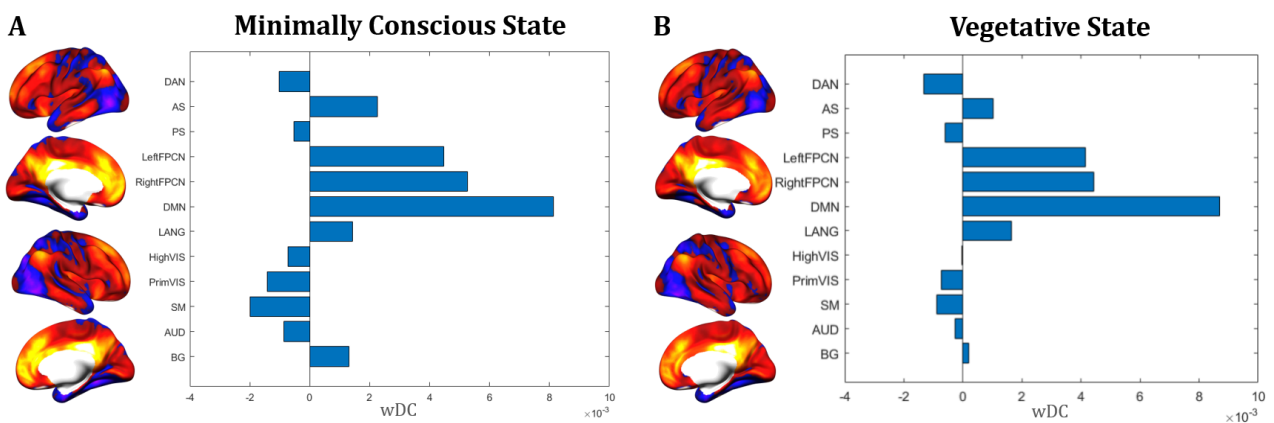 A
Minimally Conscious State
DAN
AS
PS
LeftFPCN
RightFPCN
DMN
LANG
HighVIS
PrimVIS
SM
AUD
BG
-4 -2 0 2 4 6 8 10
wDC
×10-3
B
Vegetative State
DAN
AS
PS
LeftFPCN
RightFPCN
DMN
LANG
HighVIS
PrimVIS
SM
AUD
BG
-4 -2 0 2 4 6 8 10
wDC
×10-3